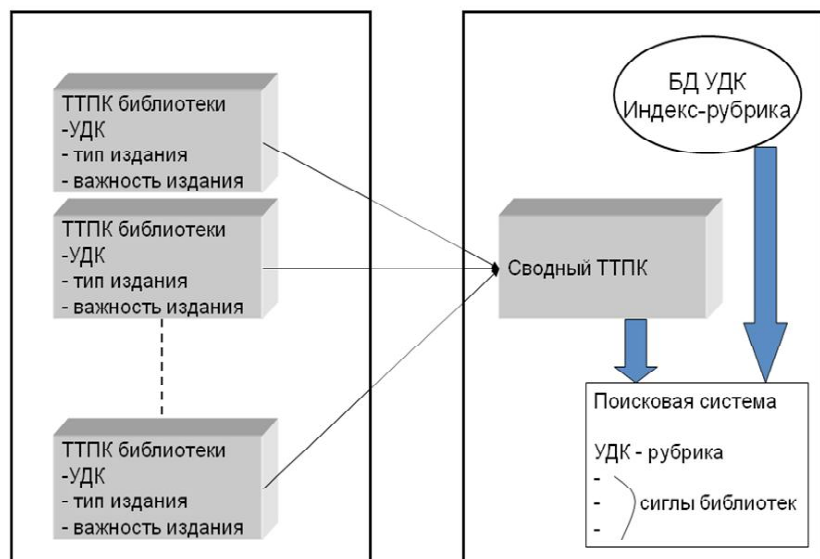 ТТПК библиотеки
-УДК
- тип издания
- важность издания
ТТПК библиотеки
-УДК
- тип издания
- важность издания
ТТПК библиотеки
-УДК
- тип издания
- важность издания
БД УДК
Индекс-рубрика
Сводный ТТПК
Поисковая система
УДК - рубрика
-
- сиглы библиотек
-